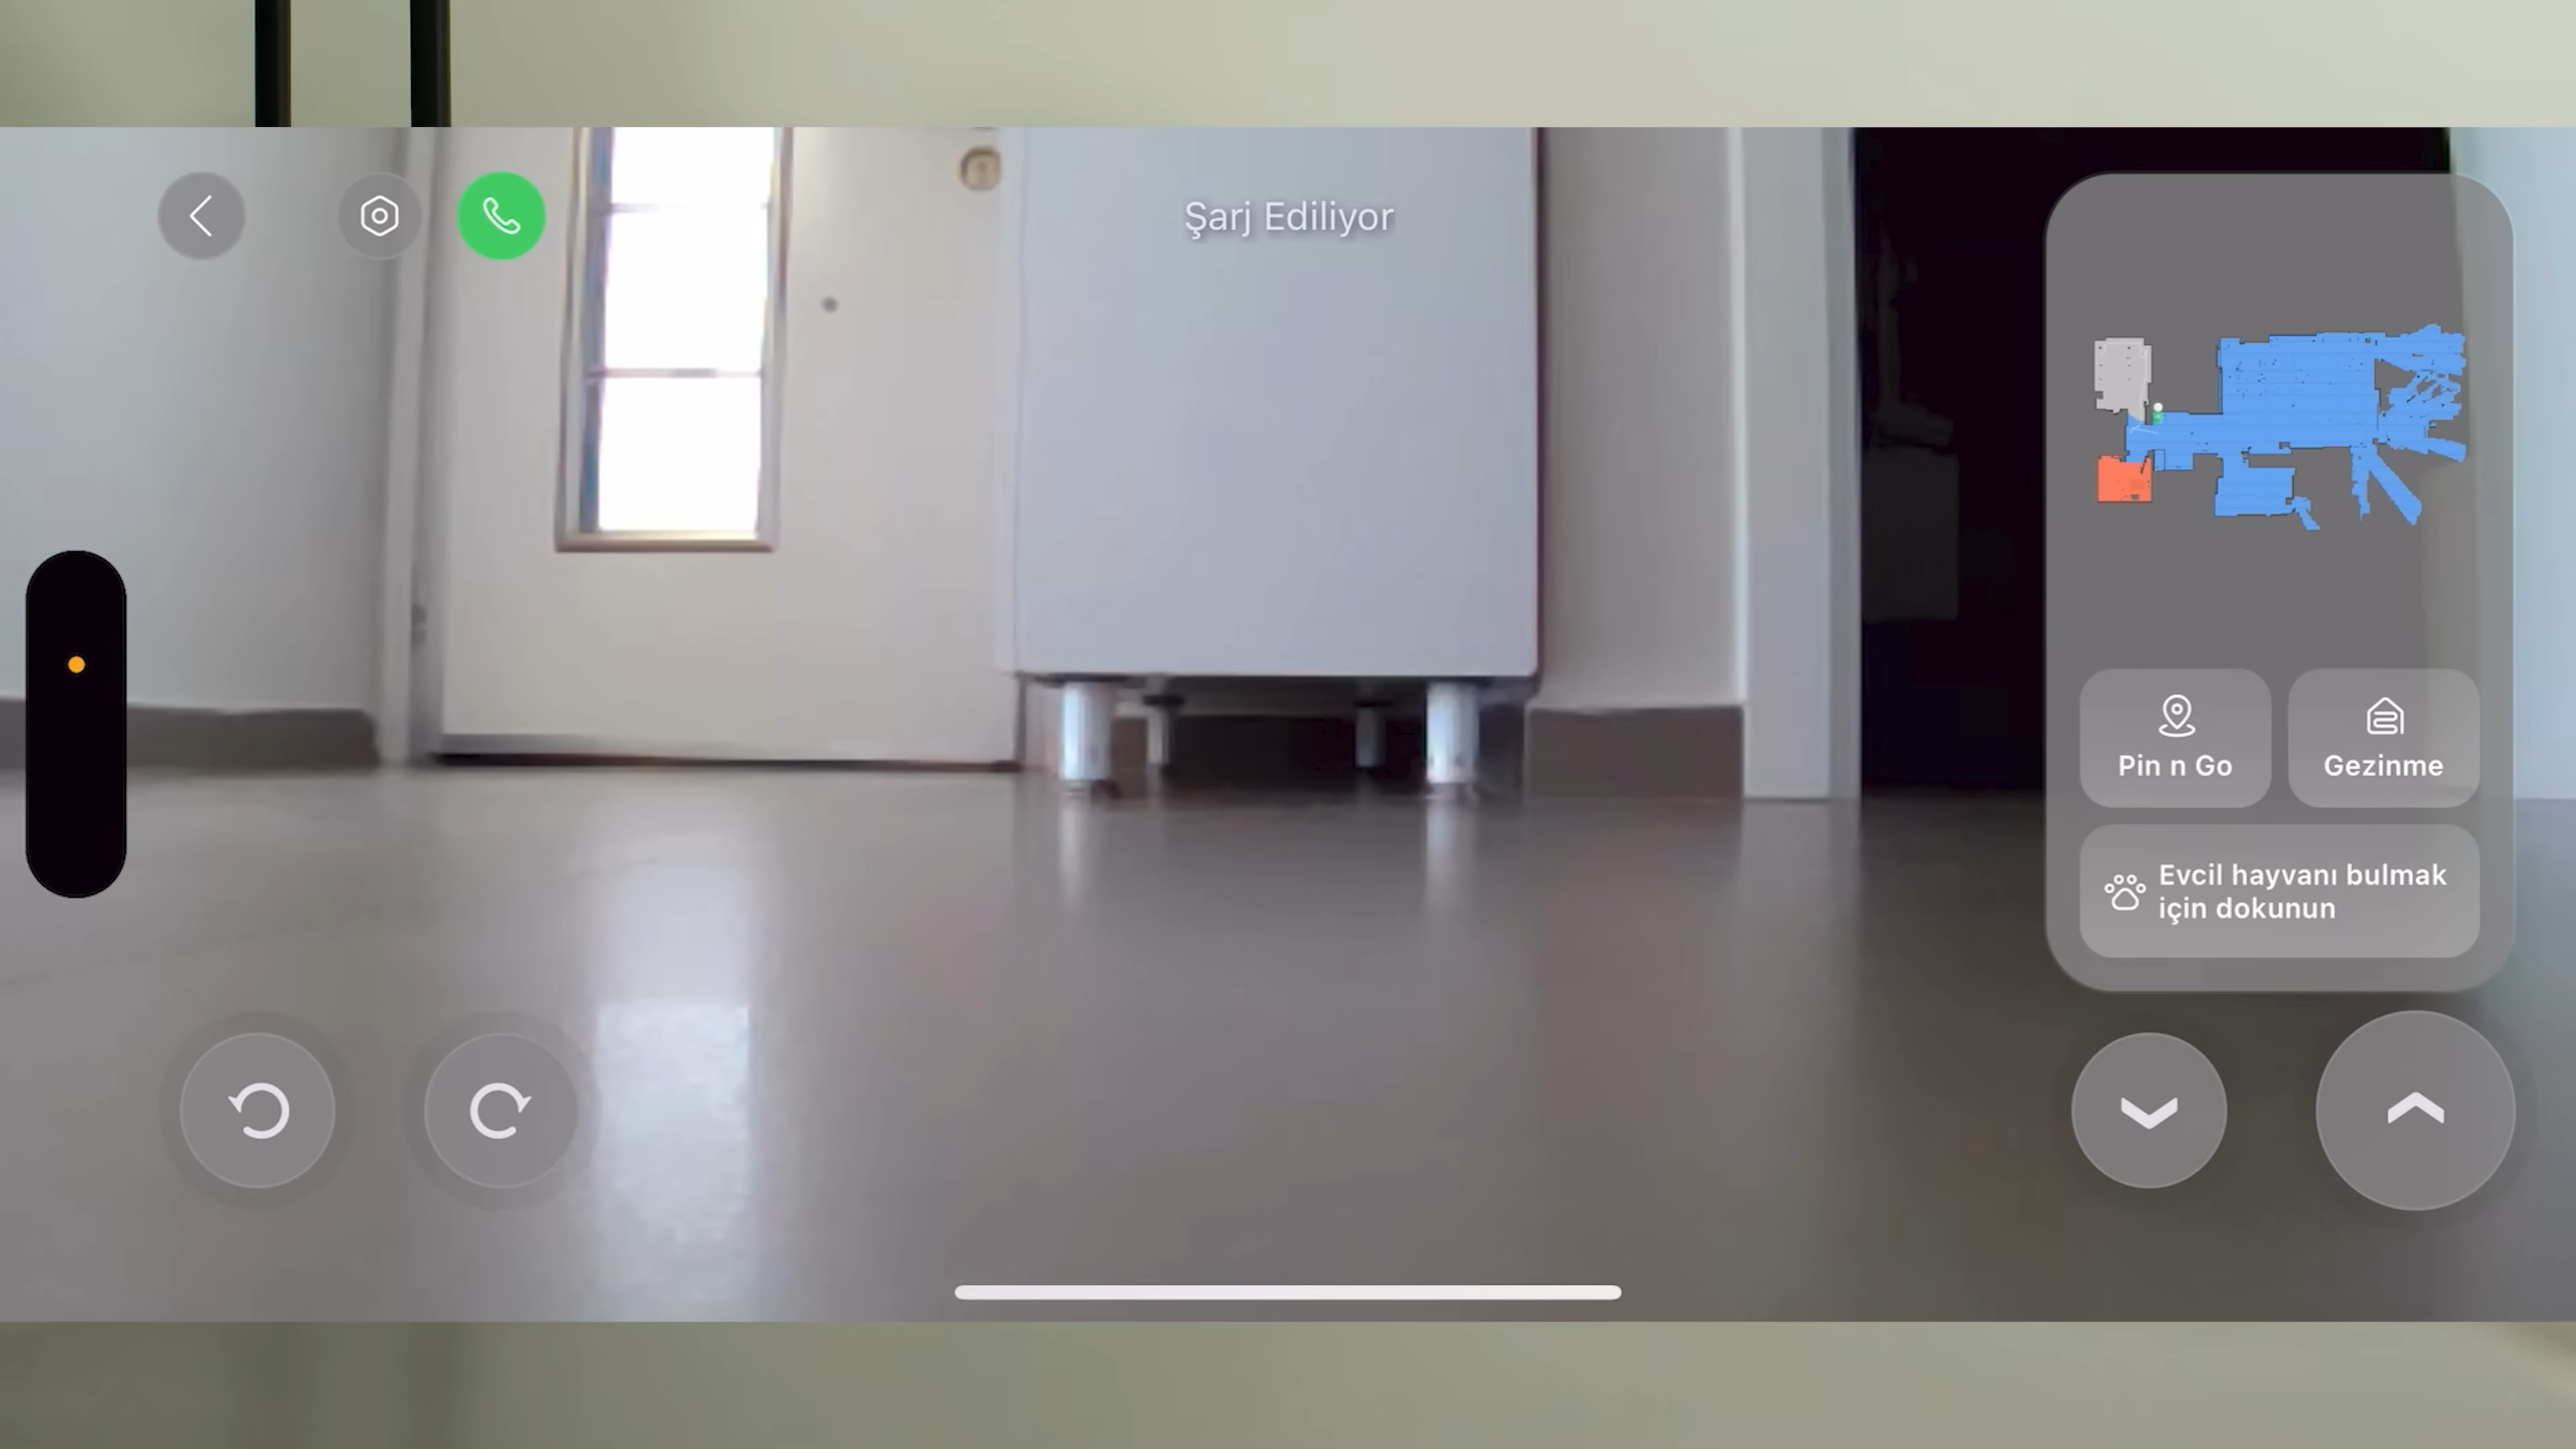 Şarj Ediliyor
Pin n Go
Gezinme
Evcil hayvanı bulmak
için dokunun